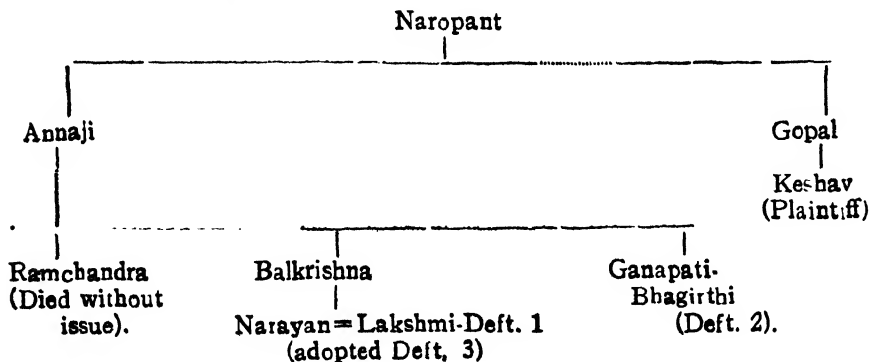 Naropant
Annaji Gopal
Keshav
(Plaintiff)
Ramchandra Balkrishna Ganapati-
(Died without Bhagirthi
issue). Narayan=Lakshmi-Deft. 1 (Deft. 2).
(adopted Deft, 3)